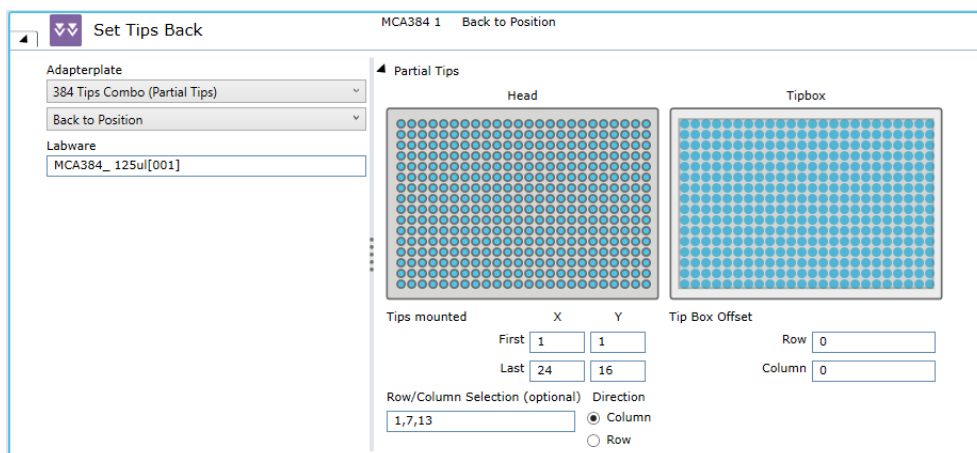 Set Tips Back
MCA384 1 Back to Position
Adapterplate
384 Tips Combo (Partial Tips)
Back to Position
Labware
MCA384_ 125ul[001]
Partial Tips
Head
Tipbox
Tips mounted X Y
First 1 1
Last 24 16
Tip Box Offset
Row 0
Column 0
Row/Column Selection (optional)
1,7,13
Direction
Column
Row